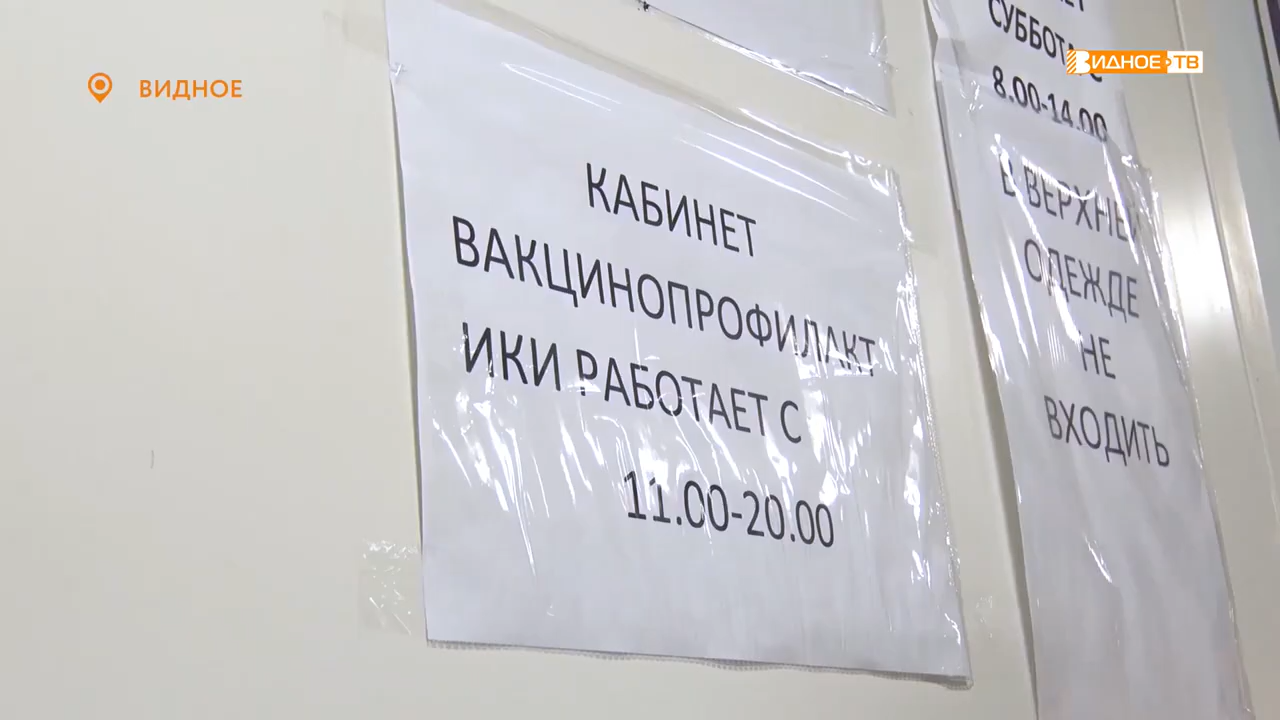 ВИДНОЕ
ВИДНОЕ ТВ
КАБИНЕТ
ВАКЦИНОПРОФИЛАКТ
ИКИ РАБОТАЕТ С
11.00-20.00
СУББОТА С
8.00-14.00
В ВЕРХНЕЙ
ОДЕЖДЕ
НЕ
ВХОДИТЬ